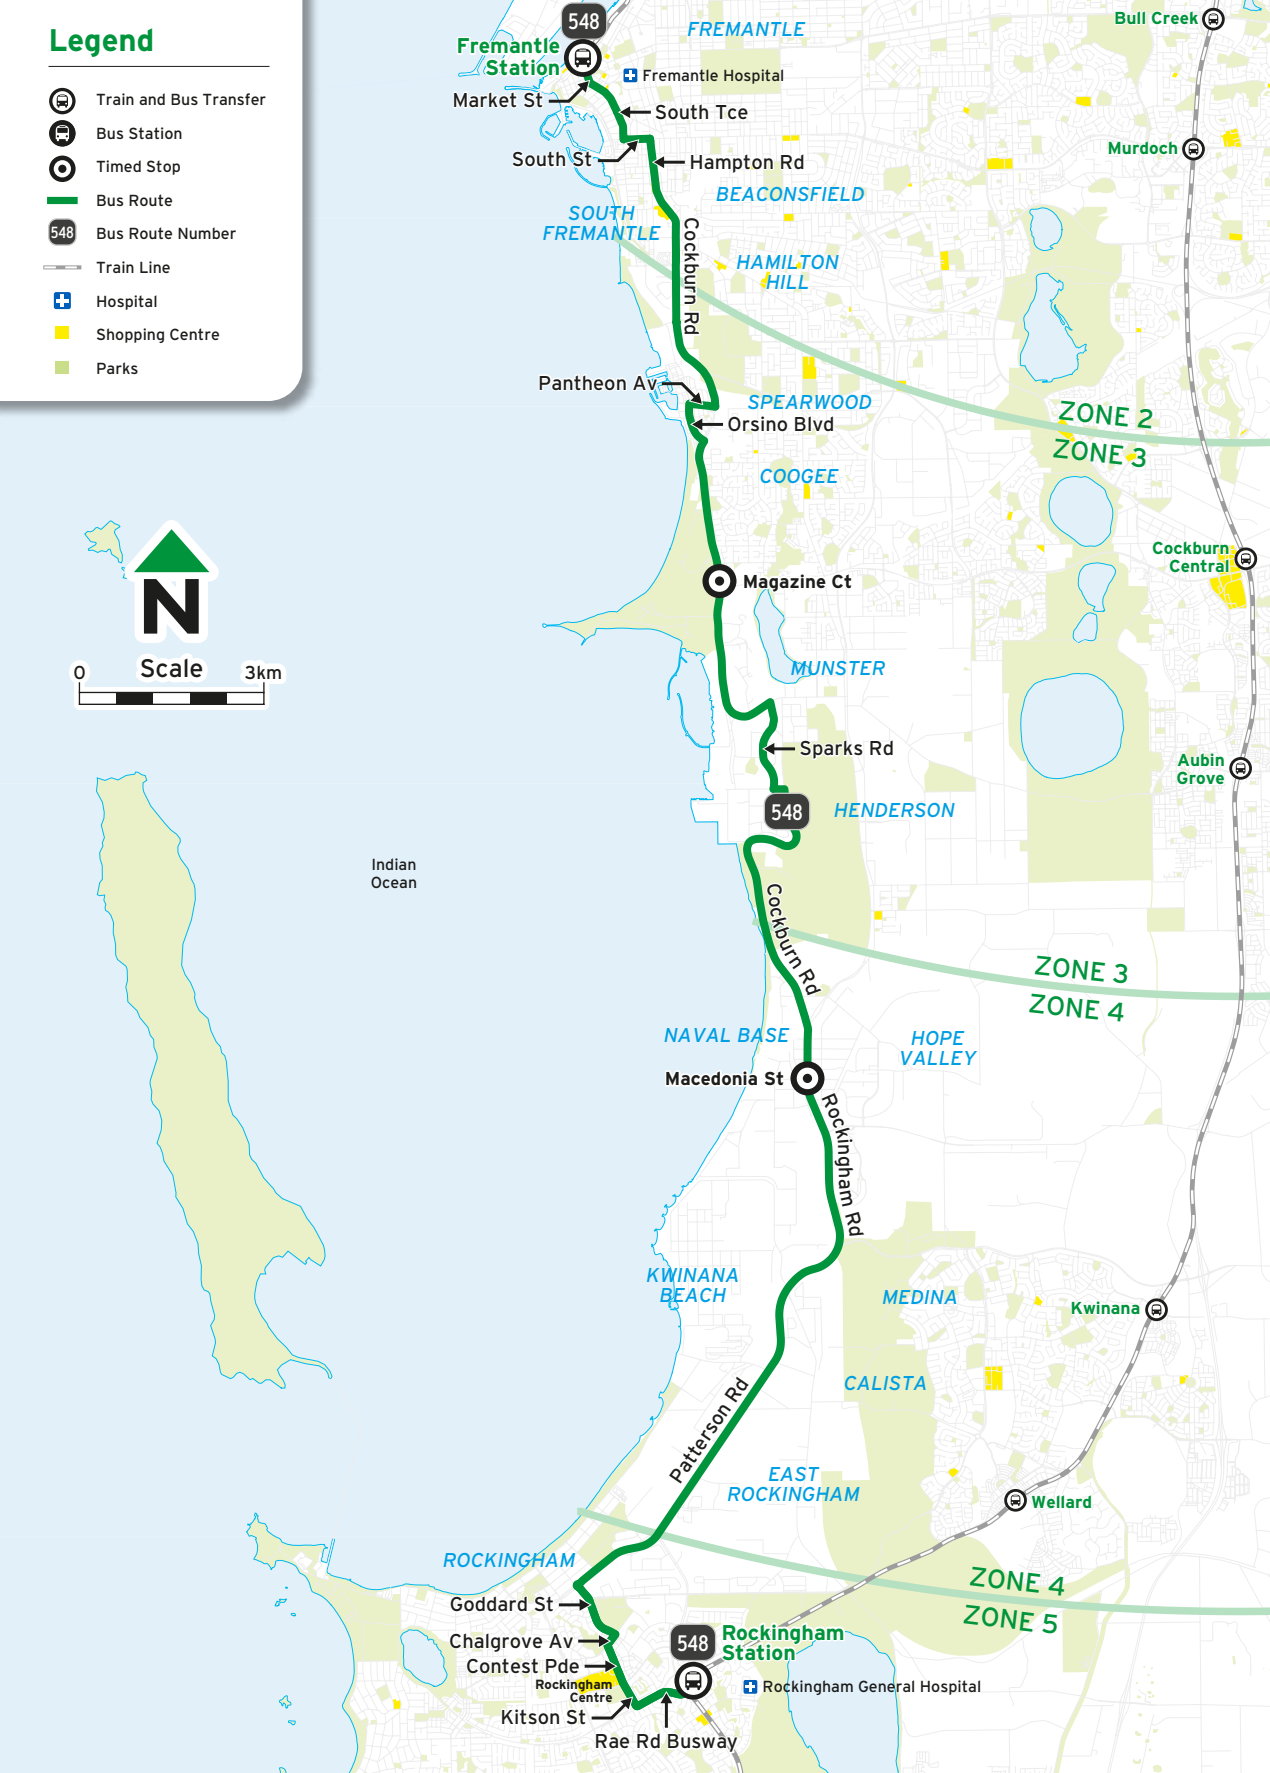 Legend
Train and Bus Transfer
Bus Station
Timed Stop
Bus Route
548
Bus Route Number
Train Line
Hospital
Shopping Centre
Parks
548
Fremantle
Station
FREMANTLE
Bull Creek
Fremantle Hospital
Market St
South Tce
South St
Hampton Rd
Murdoch
BEACONSFIELD
SOUTH
FREMANTLE
Cockburn Rd
HAMILTON
HILL
Pantheon Av
SPEARWOOD
Orsino Blvd
ZONE 2
ZONE 3
COOGEE
Cockburn
Central
Magazine Ct
N
Scale
0
3km
MUNSTER
Sparks Rd
Aubin
Grove
548
HENDERSON
Indian
Ocean
Cockburn Rd
ZONE 3
ZONE 4
NAVAL BASE
HOPE
VALLEY
Macedonia St
Rockingham Rd
KWINANA
BEACH
MEDINA
Kwinana
CALISTA
Patterson Rd
EAST
ROCKINGHAM
Wellard
ROCKINGHAM
ZONE 4
ZONE 5
Goddard St
Chalgrove Av
548
Rockingham
Station
Contest Pde
Rockingham
Centre
Rockingham General Hospital
Kitson St
Rae Rd Busway